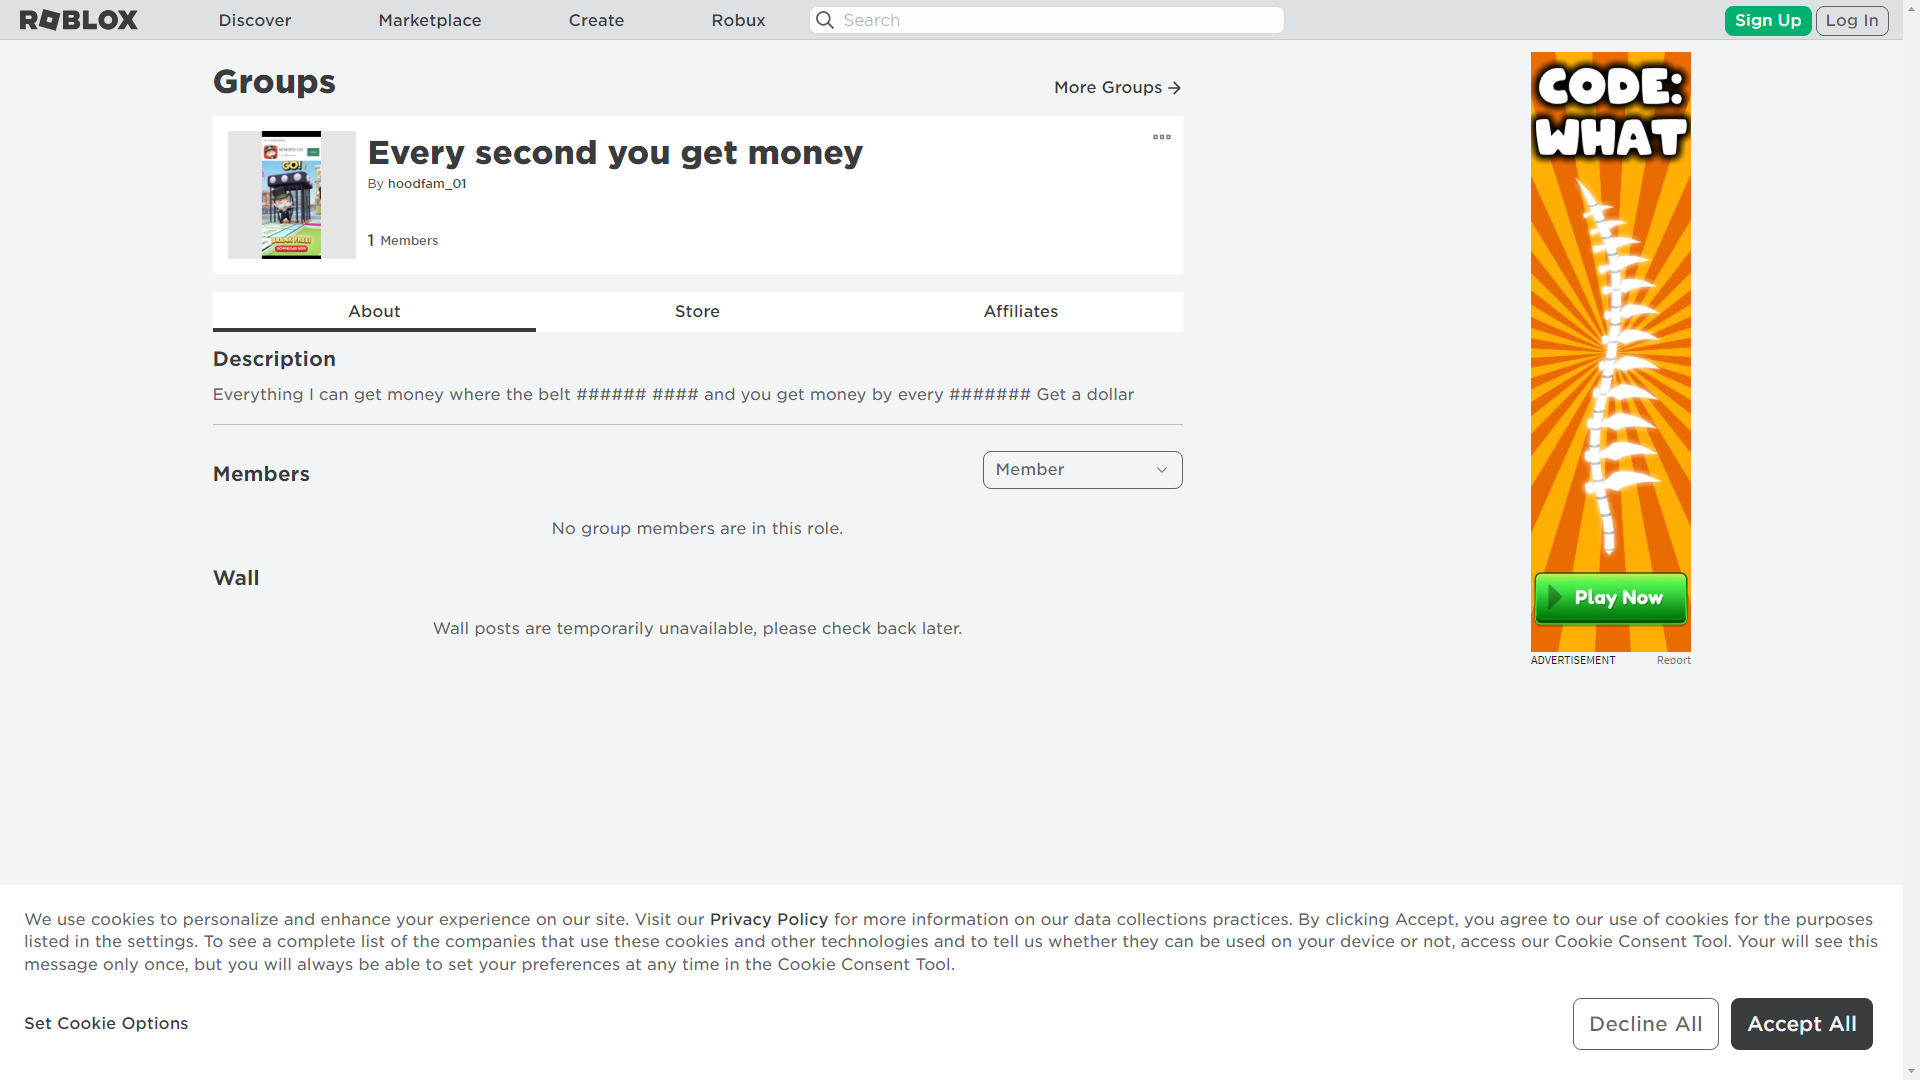 ROBLOX
Discover
Marketplace
Create
Robux
Search
Sign Up
Log In
Groups
More Groups
Every second you get money
By hoodfam_01
1 Members
GO!
About
Store
Affiliates
Description
Everything I can get money where the belt ###### #### and you get money by every ####### Get a dollar
Members
Member
No group members are in this role.
Wall
Wall posts are temporarily unavailable, please check back later.
CODE:
WHAT
Play Now
ADVERTISEMENT
Report
We use cookies to personalize and enhance your experience on our site. Visit our Privacy Policy for more information on our data collections practices. By clicking Accept, you agree to our use of cookies for the purposes
listed in the settings. To see a complete list of the companies that use these cookies and other technologies and to tell us whether they can be used on your device or not, access our Cookie Consent Tool. Your will see this
message only once, but you will always be able to set your preferences at any time in the Cookie Consent Tool.
Set Cookie Options
Decline All
Accept All